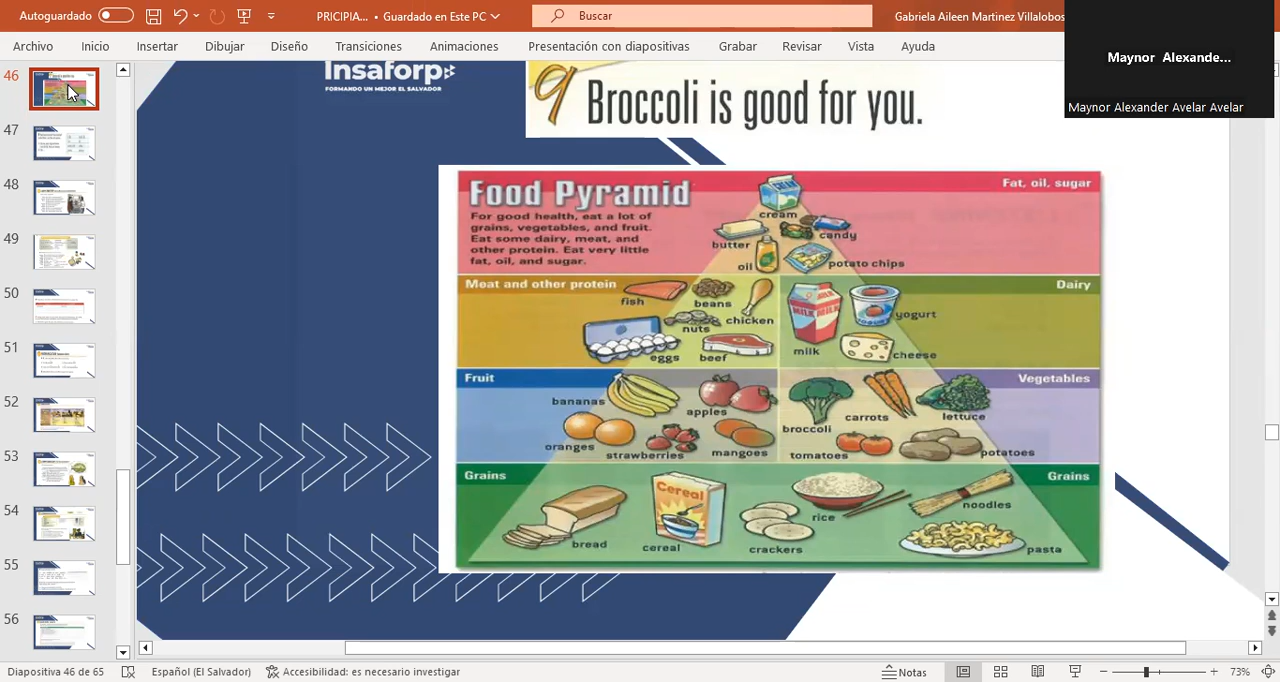 Autoguardado
PRICIPIA... • Guardado en Este PC
Buscar
Gabriela Aileen Martinez Villalobos
Maynor Alexande...
Maynor Alexander Avelar Avelar
Archivo Inicio Insertar Dibujar Diseño Transiciones Animaciones Presentación con diapositivas Grabar Revisar Vista Ayuda
46
47
48
49
50
51
52
53
54
55
56
Insaforp
FORMANDO UN MEJOR EL SALVADOR
9 Broccoli is good for you.
Food Pyramid
For good health, eat a lot of
grains, vegetables, and fruit.
Eat some dairy, meat, and
other protein. Eat very little
fat, oil, and sugar.
Fat, oil, sugar
cream
butter
candy
oil
potato chips
Meat and other protein
fish
beans
chicken
nuts
eggs
beef
Dairy
MILK
YOGURT
yogurt
milk
cheese
Fruit
bananas
apples
oranges
strawberries
mangoes
Vegetables
carrots
lettuce
broccoli
tomatoes
potatoes
Grains
Grains
Cereal
bread
cereal
crackers
rice
noodles
pasta
Diapositiva 46 de 65
Español (El Salvador)
Accesibilidad: es necesario investigar
Notas
73%